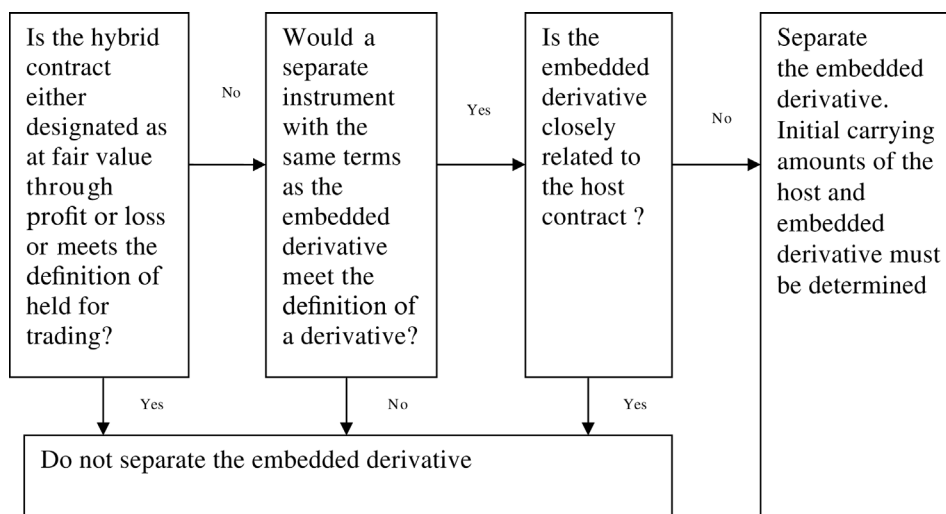 Is the hybrid
contract
either
designated as
at fair value
through
profit or loss
or meets the
definition of
held for
trading?
No
Would a
separate
instrument
with the
same terms
as the
embedded
derivative
meet the
definition of
a derivative?
Yes
Is the
embedded
derivative
closely
related to
the host
contract ?
No
Separate
the embedded
derivative.
Initial carrying
amounts of the
host and
embedded
derivative must
be determined
Yes
No
Yes
Do not separate the embedded derivative